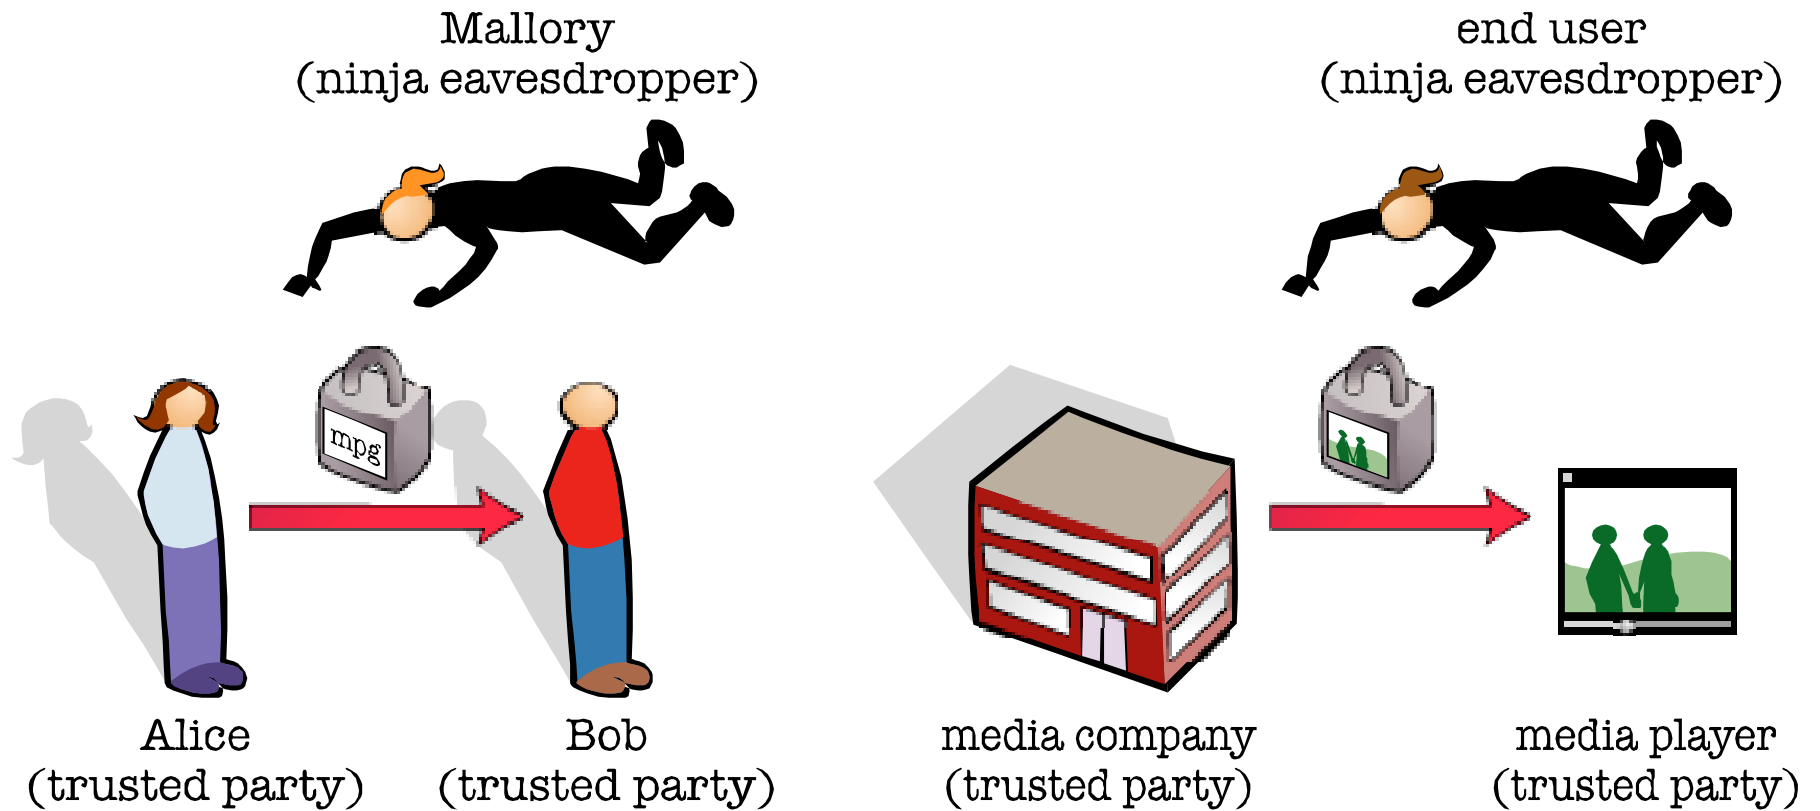 Mallory
(ninja eavesdropper)
mpg
Alice
(trusted party)
Bob
(trusted party)
end user
(ninja eavesdropper)
media company
(trusted party)
media player
(trusted party)